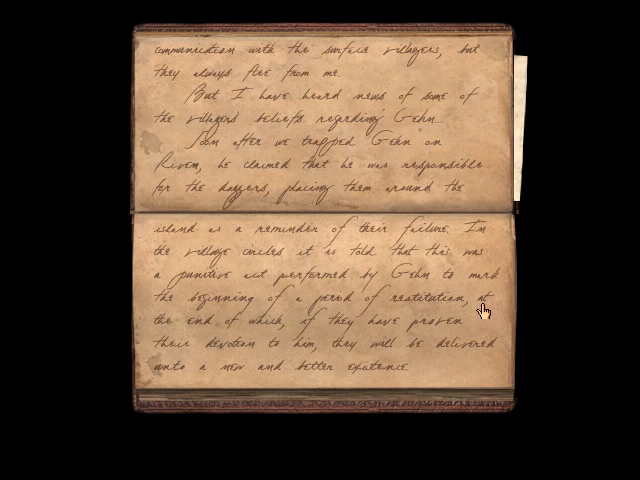 communication with the surface villagers, but
they always flee from me.
But I have heard news of some of
the villagers' beliefs regarding Gehn...
Soon after we trapped Gehn on
Riven, he claimed that he was responsible
for the daggers, placing them around the
island as a reminder of their failure. In
the village circles it is told that this was
a punitive act performed by Gehn to mark
the beginning of a period of restitution, at
the end of which, if they have proven
their devotion to him, they will be delivered
unto a new and better existence.